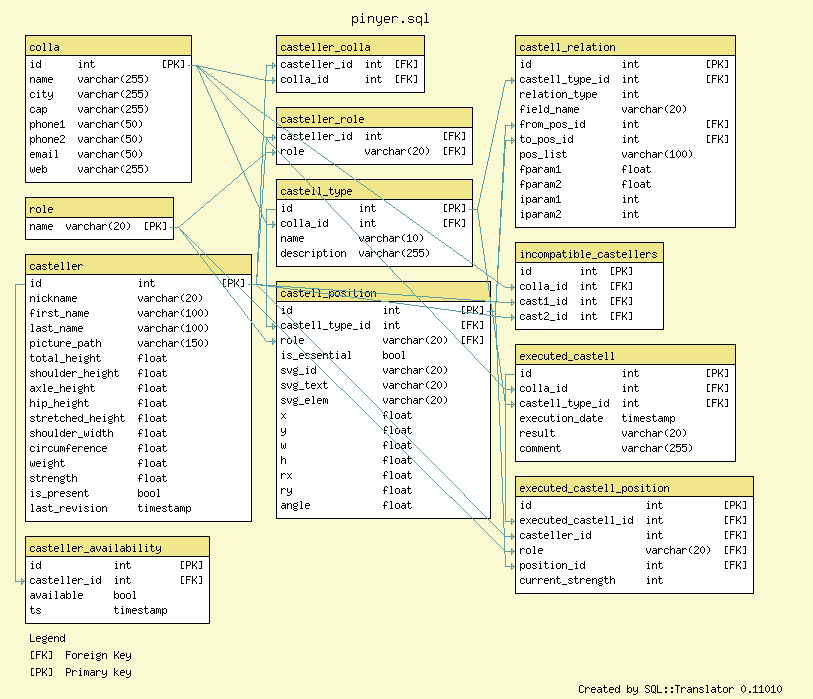 pinyer.sql
colla
id int [PK]
name varchar(255)
city varchar(255)
cap varchar(255)
phone1 varchar(50)
phone2 varchar(50)
email varchar(50)
web varchar(255)
role
name varchar(20) [PK]
casteller
id int [PK]
nickname varchar(20)
first_name varchar(100)
last_name varchar(100)
picture_path varchar(150)
total_height float
shoulder_height float
axle_height float
hip_height float
stretched_height float
shoulder_width float
circumference float
weight float
strength float
is_present bool
last_revision timestamp
casteller_availability
id int [PK]
casteller_id int [FK]
available bool
ts timestamp
Legend
[FK] Foreign Key
[PK] Primary key
casteller_colla
casteller_id int [FK]
colla_id int [FK]
casteller_role
casteller_id int [FK]
role varchar(20) [FK]
castell_type
id int [PK]
colla_id int [FK]
name varchar(10)
description varchar(255)
castell_position
id int [PK]
castell_type_id int [FK]
role varchar(20) [FK]
is_essential bool
svg_id varchar(20)
svg_text varchar(20)
svg_elem varchar(20)
x float
y float
w float
h float
rx float
ry float
angle float
castell_relation
id int [PK]
castell_type_id int [FK]
relation_type int
field_name varchar(20)
from_pos_id int [FK]
to_pos_id int [FK]
pos_list varchar(100)
fparam1 float
fparam2 float
iparam1 int
iparam2 int
incompatible_castellers
id int [PK]
colla_id int [FK]
cast1_id int [FK]
cast2_id int [FK]
executed_castell
id int [PK]
colla_id int [FK]
castell_type_id int [FK]
execution_date timestamp
result varchar(20)
comment varchar(255)
executed_castell_position
id int [PK]
executed_castell_id int [FK]
casteller_id int [FK]
role varchar(20) [FK]
position_id int [FK]
current_strength int
Created by SQL::Translator 0.11010